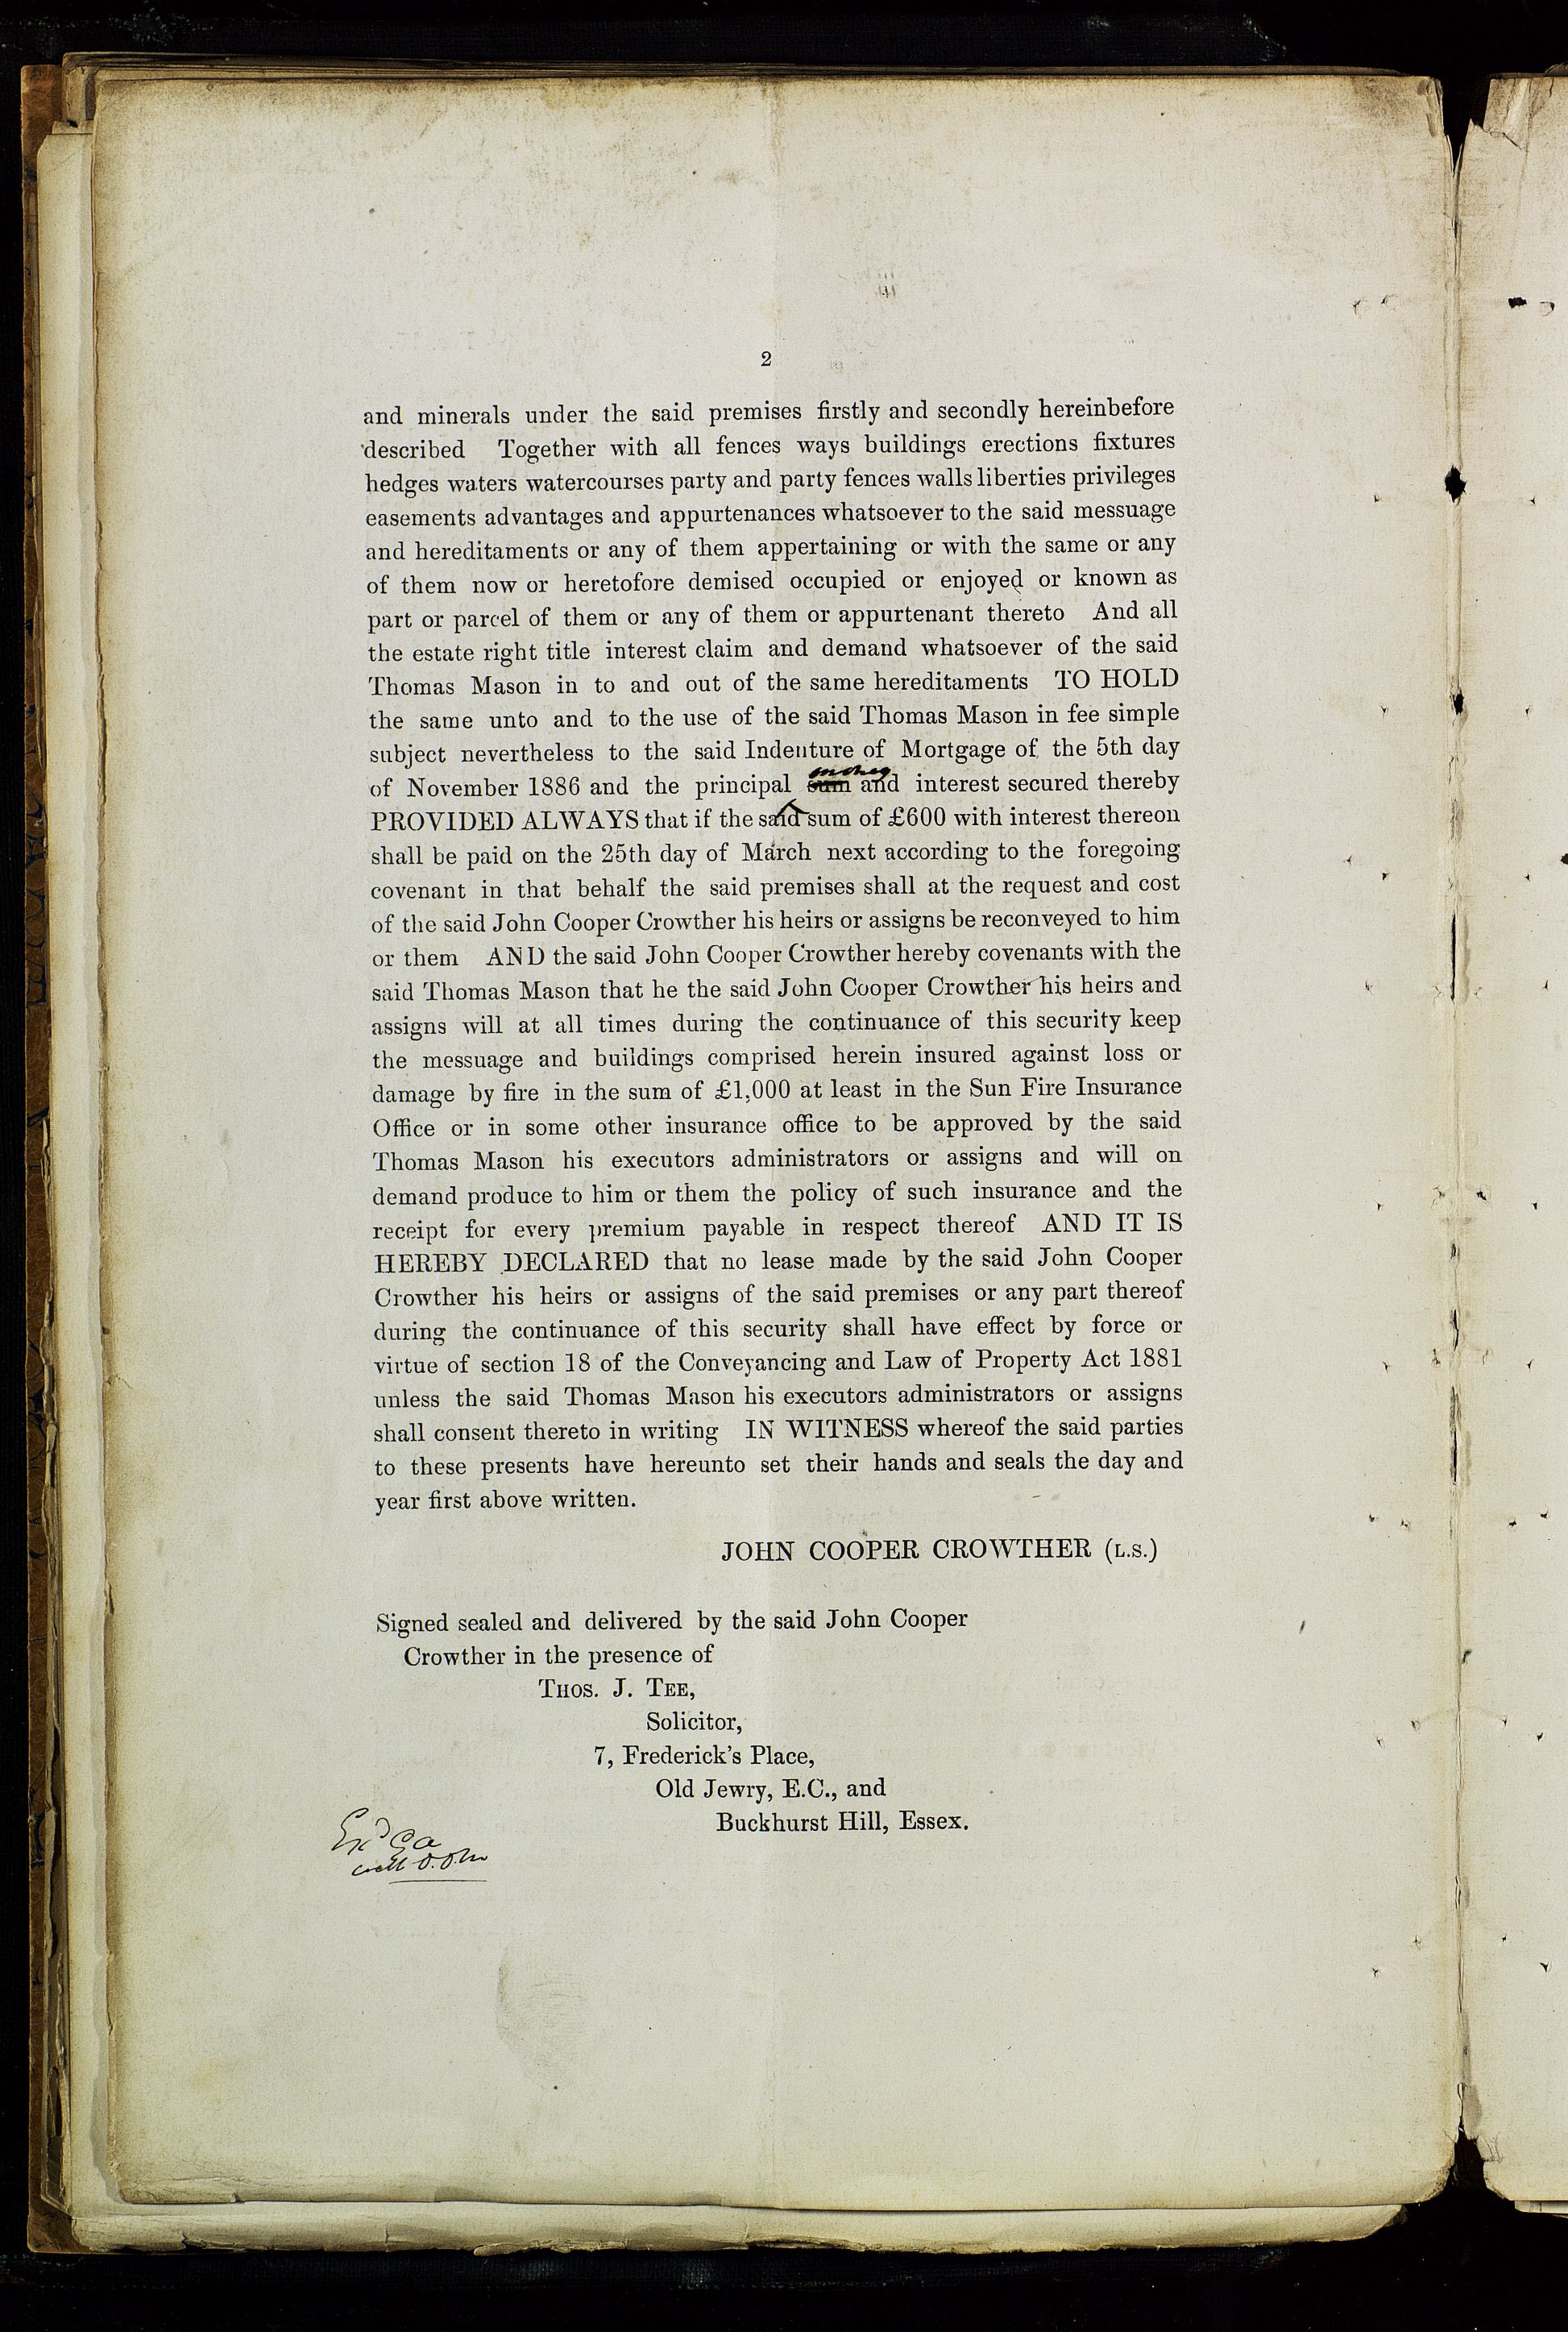 2
and minerals under the said premises firstly and secondly hereinbefore
described Together with all fences ways buildings erections fixtures
hedges waters watercourses party and party fences walls liberties privileges
easements advantages and appurtenances whatsoever to the said messuage
and hereditaments or any of them appertaining or with the same or any
of them now or heretofore demised occupied or enjoyed or known as
part or parcel of them or any of them or appurtenant thereto And all
the estate right title interest claim and demand whatsoever of the said
Thomas Mason in to and out of the same hereditaments TO HOLD
the same unto and to the use of the said Thomas Mason in fee simple
subject nevertheless to the said Indenture of Mortgage of the 5th day
money
of November 1886 and the principal sum and interest secured thereby
PROVIDED ALWAYS that if the said sum of £600 with interest thereon
shall be paid on the 25th day of March next according to the foregoing
covenant in that behalf the said premises shall at the request and cost
of the said John Cooper Crowther his heirs or assigns be reconveyed to him
or them AND the said John Cooper Crowther hereby covenants with the
said Thomas Mason that he the said John Cooper Crowther his heirs and
assigns will at all times during the continuance of this security keep
the messuage and buildings comprised herein insured against loss or
damage by fire in the sum of £1,000 at least in the Sun Fire Insurance
Office or in some other insurance office to be approved by the said
Thomas Mason his executors administrators or assigns and will on
demand produce to him or them the policy of such insurance and the
receipt for every premium payable in respect thereof AND IT IS
HEREBY DECLARED that no lease made by the said John Cooper
Crowther his heirs or assigns of the said premises or any part thereof
during the continuance of this security shall have effect by force or
virtue of section 18 of the Conveyancing and Law of Property Act 1881
unless the said Thomas Mason his executors administrators or assigns
shall consent thereto in writing IN WITNESS whereof the said parties
to these presents have hereunto set their hands and seals the day and
year first above written.
JOHN COOPER CROWTHER (L.S.)
Signed sealed and delivered by the said John Cooper
Crowther in the presence of
THOS. J. TEE,
Solicitor,
7, Frederick's Place,
Old Jewry, E.C., and
Buckhurst Hill, Essex.